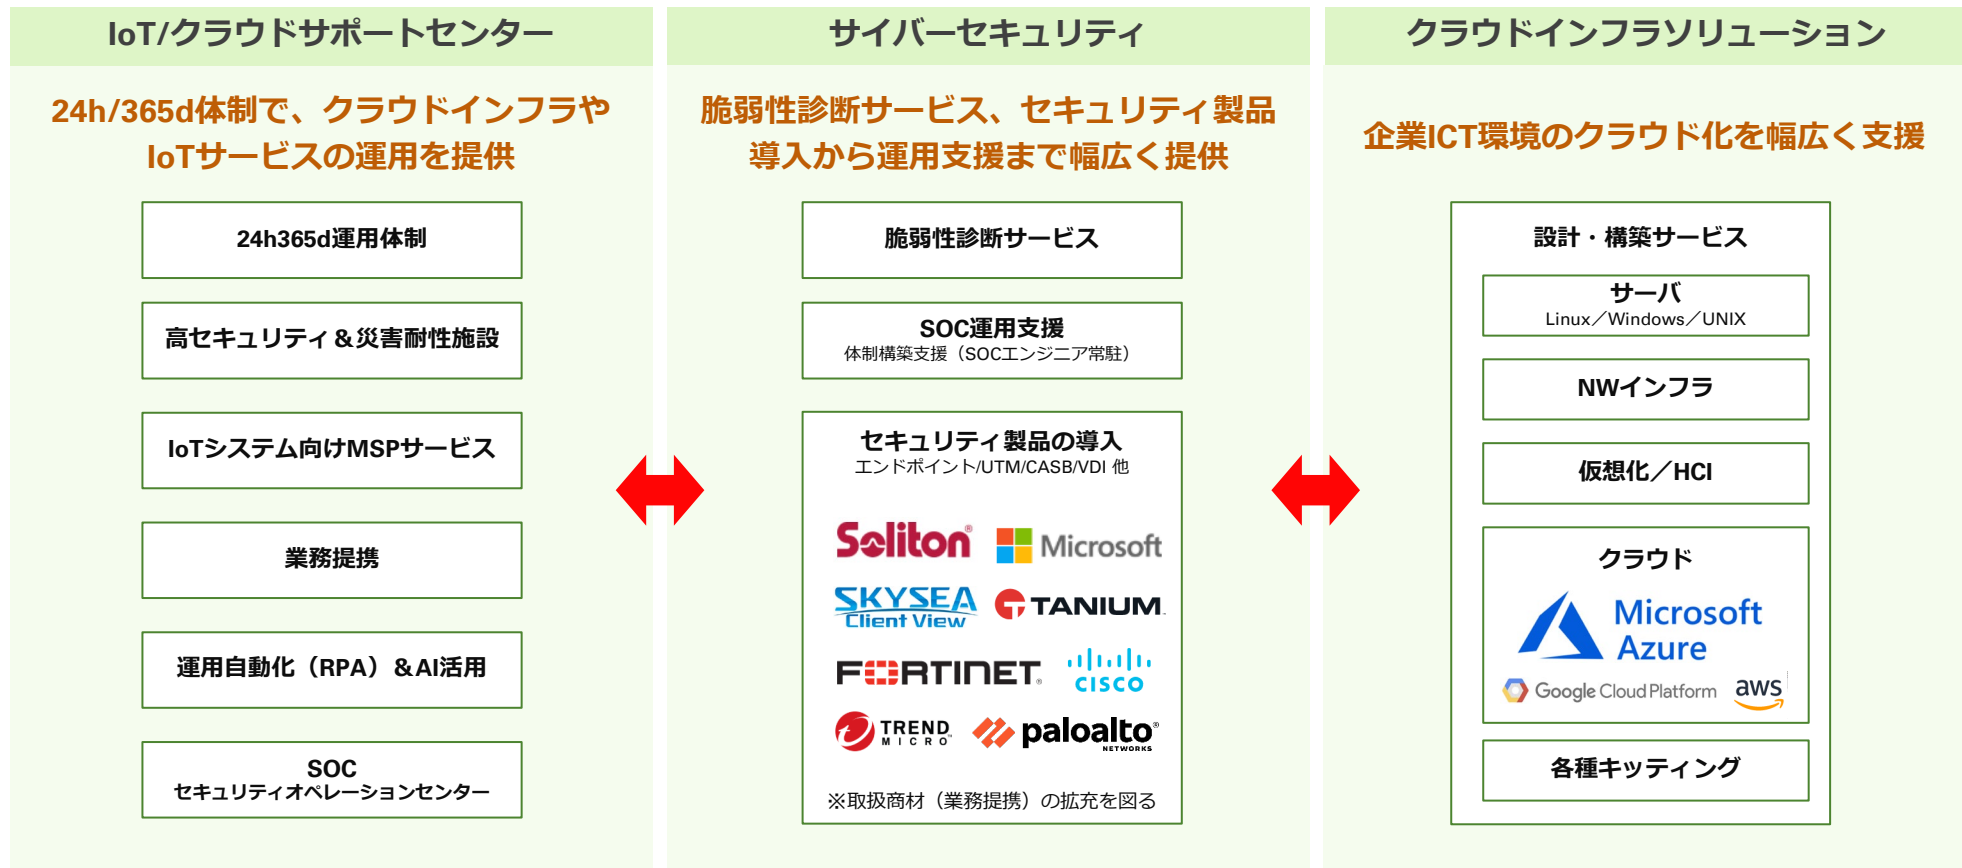 IoT/クラウドサポートセンター
24h/365d体制で、クラウドインフラや
IoTサービスの運用を提供
24h365d運用体制
高セキュリティ＆災害耐性施設
IoTシステム向けMSPサービス
業務提携
運用自動化（RPA）＆AI活用
SOC
セキュリティオペレーションセンター
サイバーセキュリティ
脆弱性診断サービス、セキュリティ製品
導入から運用支援まで幅広く提供
脆弱性診断サービス
SOC運用支援
体制構築支援（SOCエンジニア常駐）
セキュリティ製品の導入
エンドポイント/UTM/CASB/VDI 他
Soliton®
Microsoft
SKYSEA
Client View
TANIUM
FORTINET®
CISCO
TREND
MICRO
paloalto®
NETWORKS
※取扱商材（業務提携）の拡充を図る
クラウドインフラソリューション
企業ICT環境のクラウド化を幅広く支援
設計・構築サービス
サーバ
Linux／Windows／UNIX
NWインフラ
仮想化／HCI
クラウド
Microsoft
Azure
Google Cloud Platform
aws
各種キッティング